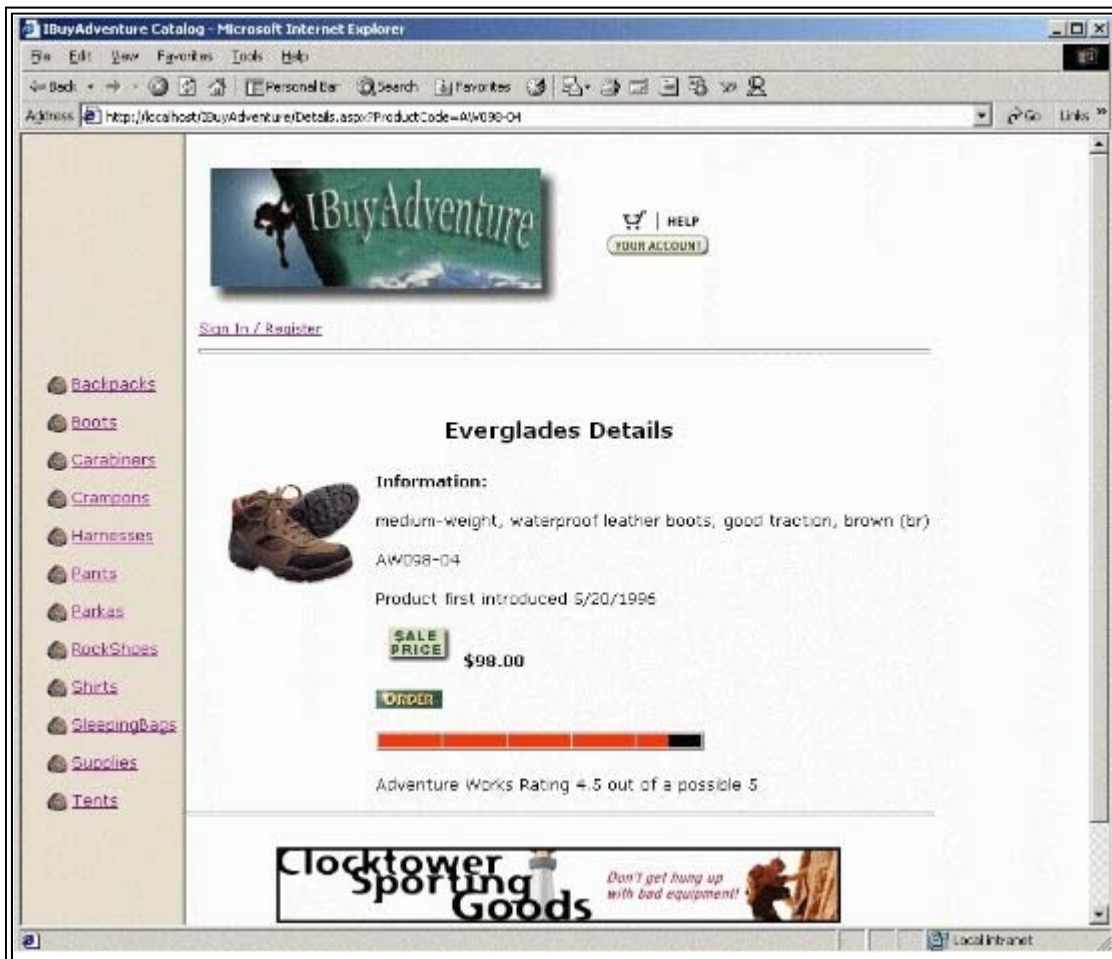 IBuyAdventure Catalog - Microsoft Internet Explorer
File Edit View Favorites Tools Help
Back Personal Bar Search Favorites
Address http://localhost/IBuyAdventure/Details.aspx?ProductCode=AW098-04 Go Links »
IBuyAdventure
HELP
YOUR ACCOUNT
Sign In / Register
Backpacks
Boots
Carabiners
Crampons
Harnesses
Pants
Parkas
RockShoes
Shirts
SleepingBags
Supplies
Tents
Everglades Details
Information:
medium-weight, waterproof leather boots, good traction, brown (br)
AW098-04
Product first introduced 5/20/1996
SALE PRICE $98.00
ORDER
Adventure Works Rating 4.5 out of a possible 5
Clocktower
Sporting
Goods
Don't get hung up
with bad equipment!
Local intranet